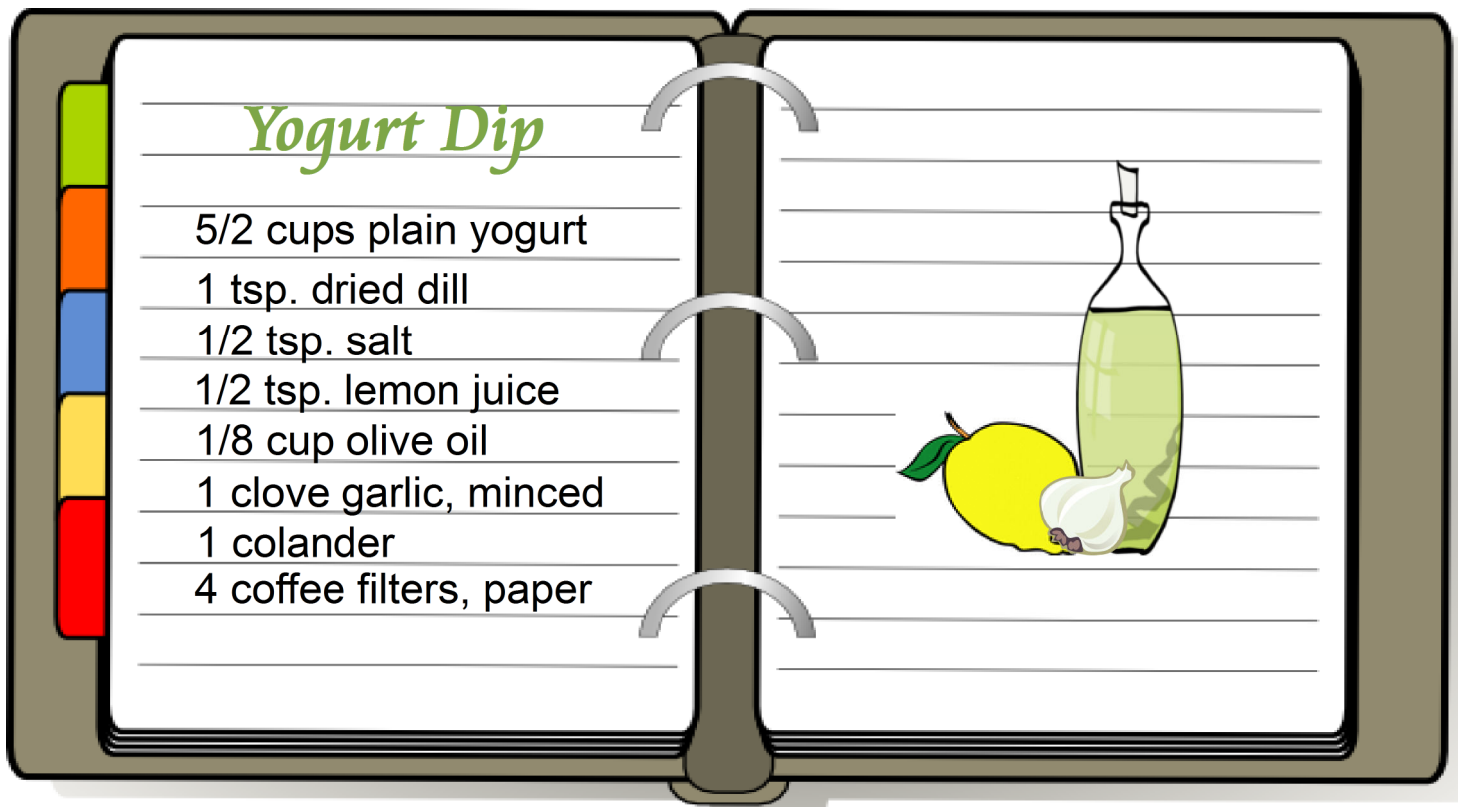 Yogurt Dip
5/2 cups plain yogurt
1 tsp. dried dill
1/2 tsp. salt
1/2 tsp. lemon juice
1/8 cup olive oil
1 clove garlic, minced
1 colander
4 coffee filters, paper